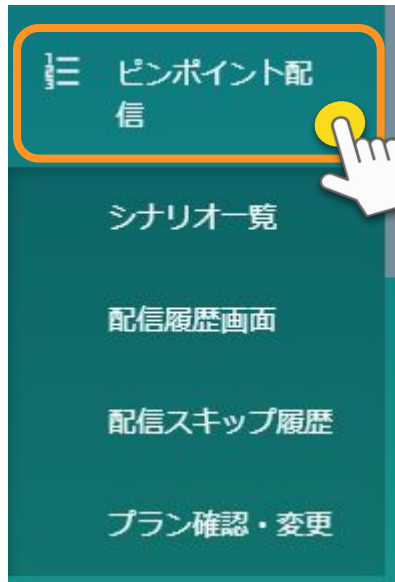 ピンポイント配
信
シナリオ一覧
配信履歴画面
配信スキップ履歴
プラン確認・変更